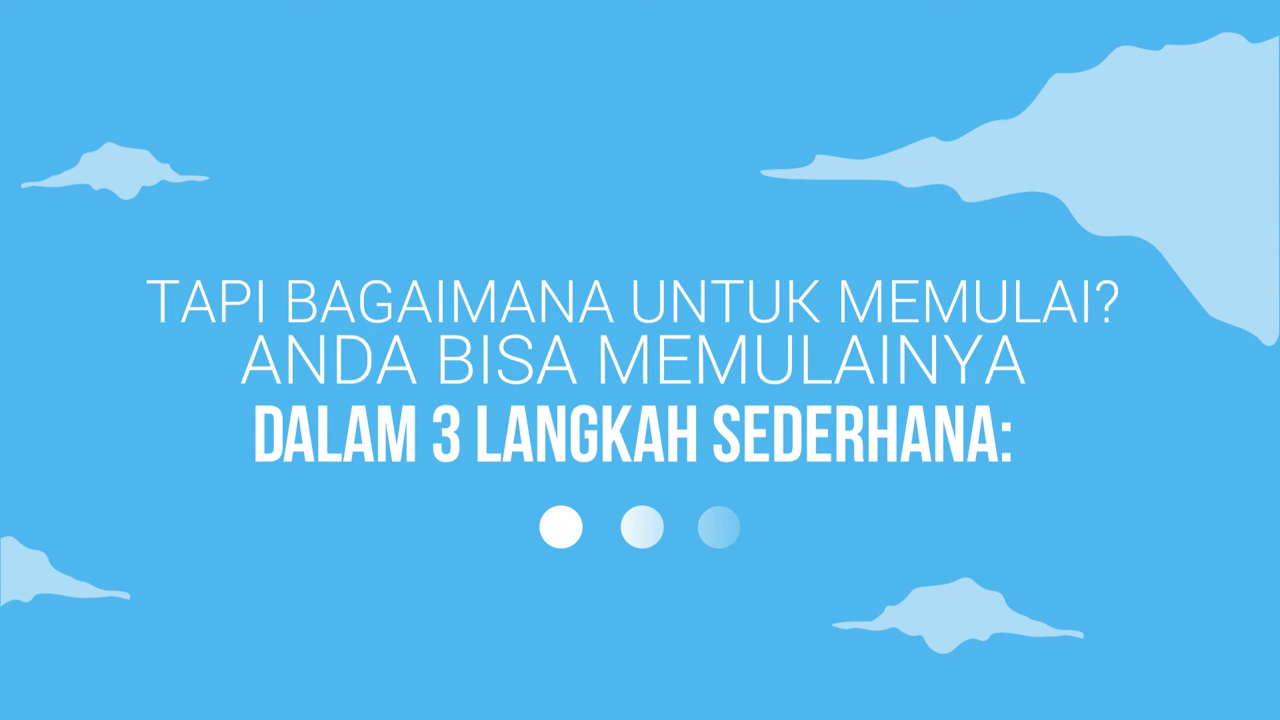 TAPI BAGAIMANA UNTUK MEMULAI?
ANDA BISA MEMULAINYA
DALAM 3 LANGKAH SEDERHANA: